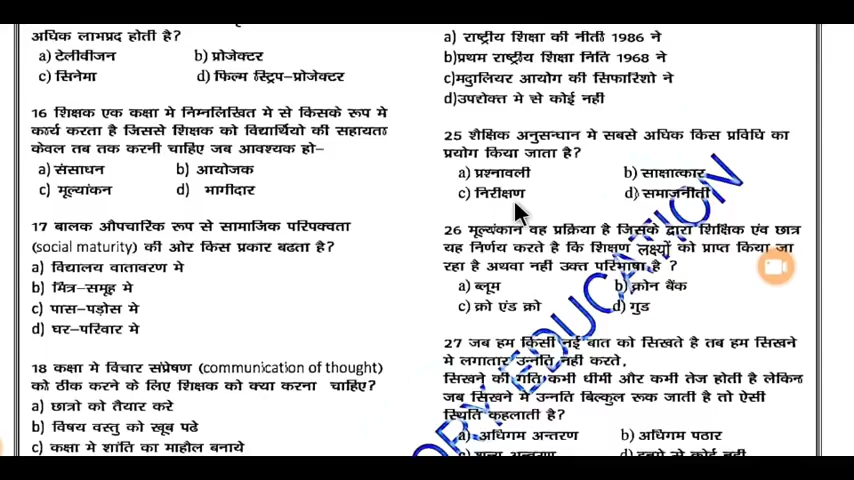 अधिक लाभप्रद होती है?
a) टेलीवीजन b) प्रोजेक्टर
c) सिनेमा d) फिल्म स्ट्रिप-प्रोजेक्टर
16 शिक्षक एक कक्षा मे निम्नलिखित मे से किसके रूप मे
कार्य करता है जिससे शिक्षक को विद्यार्थियो की सहायता
केवल तब तक करनी चाहिए जब आवश्यक हो-
a) संसाधन b) आयोजक
c) मूल्यांकन d) भागीदार
17 बालक औपचारिक रूप से सामाजिक परिपक्वता
(social maturity) की ओर किस प्रकार बढता है?
a) विद्यालय वातावरण मे
b) मित्र-समूह मे
c) पास-पड़ोस मे
d) घर-परिवार मे
18 कक्षा मे विचार संप्रेषण (communication of thought)
को ठीक करने के लिए शिक्षक को क्या करना चाहिए?
a) छात्रो को तैयार करे
b) विषय वस्तु को खूब पढे
c) कक्षा मे शांति का माहौल बनाये
a) राष्ट्रीय शिक्षा की नीती 1986 ने
b)प्रथम राष्ट्रीय शिक्षा निति 1968 ने
c)मदुालियर आयोग की सिफारिशो ने
d)उपरोक्त मे से कोई नही
25 शैक्षिक अनुसन्धान मे सबसे अधिक किस प्रविधि का
प्रयोग किया जाता है?
a) प्रश्नावली b) साक्षात्कार
c) निरीक्षण d) समाजनीती
26 मूल्यंकान वह प्रक्रिया है जिसके द्वारा शिक्षिक एंव छात्र
यह निर्णय करते है कि शिक्षण लक्ष्यों को प्राप्त किया जा
रहा है अथवा नहीं उक्त परिभाषा है ?
a) ब्लूम b) क्रोन बैंक
c) क्रो एंड क्रो d) गुड
27 जब हम किसी नई बात को सिखते है तब हम सिखने
मे लगातार उन्नति नही करते,
सिखने की गति कभी धीमी और कभी तेज होती है लेकिन
जब सिखने मे उन्नति बिल्कुल रूक जाती है तो ऐसी
स्थिति कहलाती है?
a) अधिगम अन्तरण b) अधिगम पठार
ORY EDUCATION